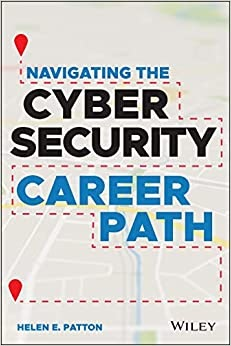 NAVIGATING THE
CYBER
SECURITY
CAREER
PATH
HELEN E. PATTON
WILEY